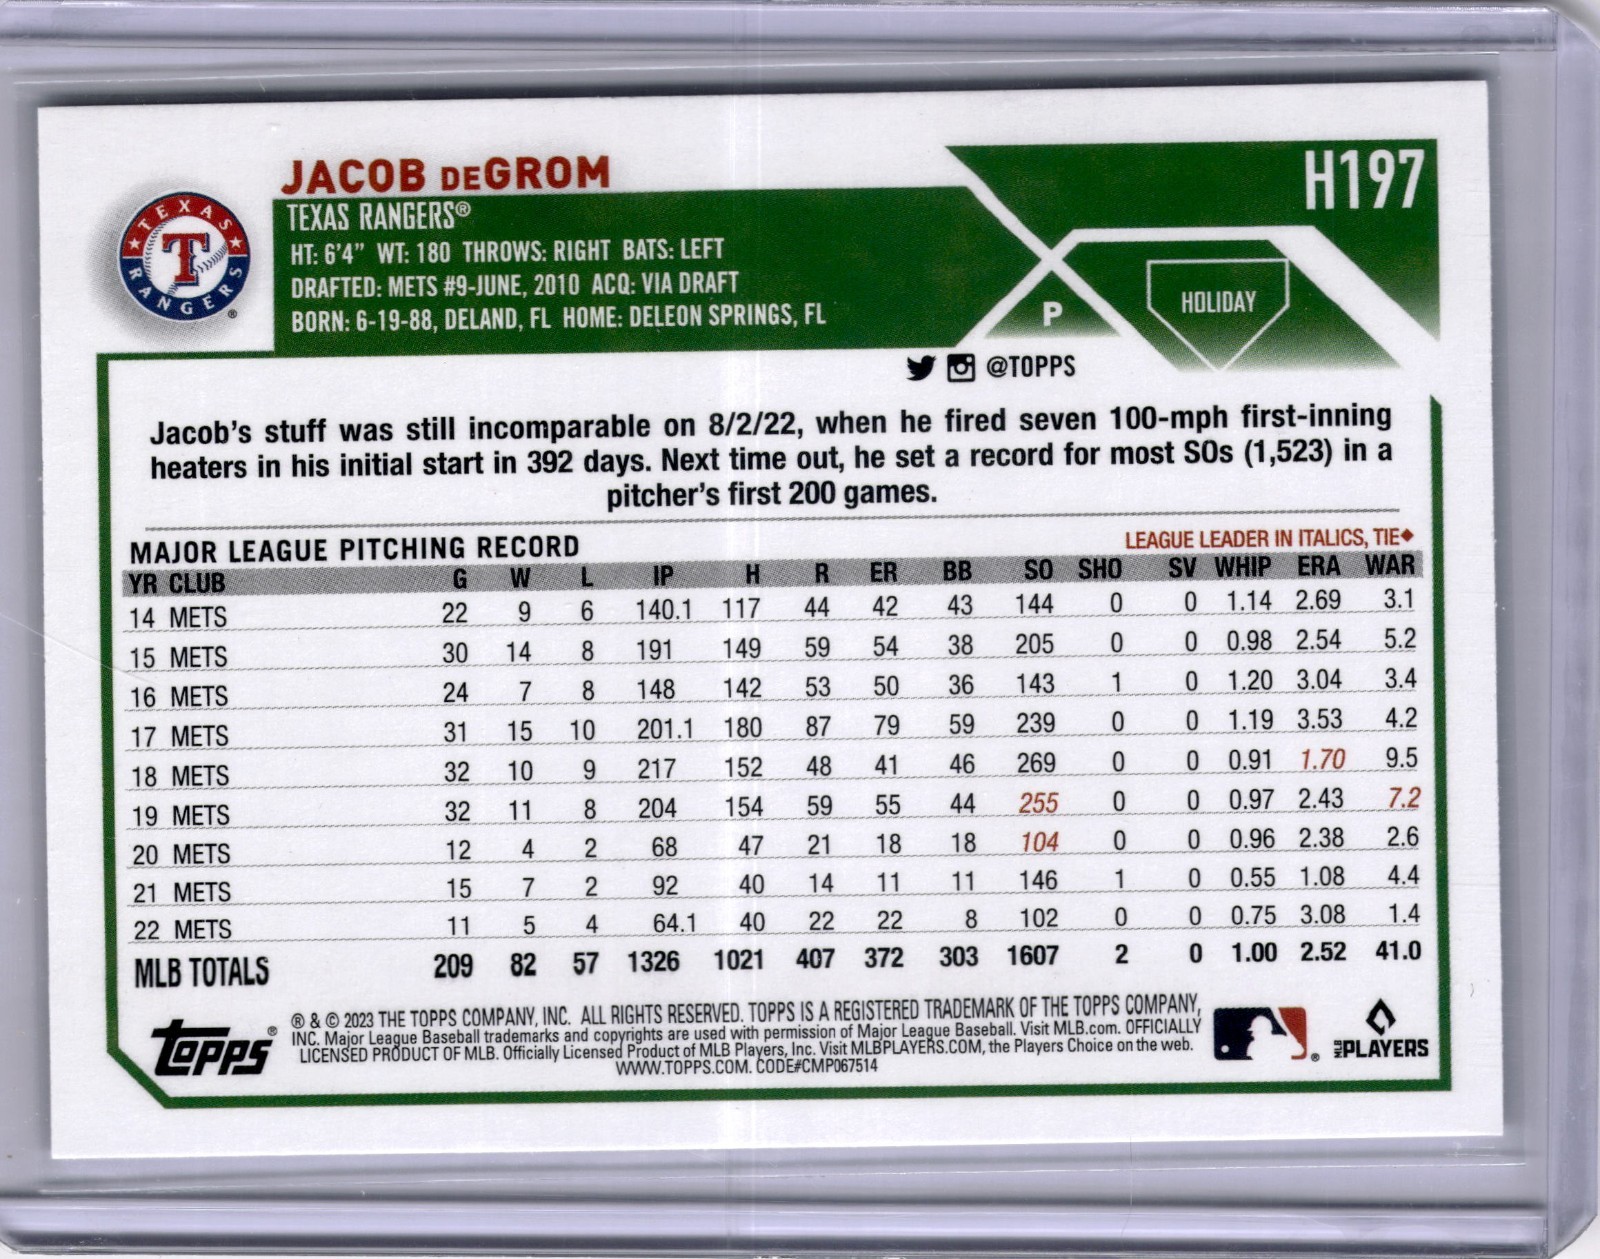 JACOB DEGROM
H197
TEXAS RANGERS®
TEXAS
T
RANGERS
®
HT: 6'4" WT: 180 THROWS: RIGHT BATS: LEFT
DRAFTED: METS #9-JUNE, 2010 ACQ: VIA DRAFT
BORN: 6-19-88, DELAND, FL HOME: DELEON SPRINGS, FL
P
HOLIDAY
@TOPPS
Jacob's stuff was still incomparable on 8/2/22, when he fired seven 100-mph first-inning
heaters in his initial start in 392 days. Next time out, he set a record for most SOs (1,523) in a
pitcher's first 200 games.
MAJOR LEAGUE PITCHING RECORD
LEAGUE LEADER IN ITALICS, TIE◆
YR CLUB G W L IP H R ER BB SO SHO SV WHIP ERA WAR
14 METS 22 9 6 140.1 117 44 42 43 144 0 0 1.14 2.69 3.1
15 METS 30 14 8 191 149 59 54 38 205 0 0 0.98 2.54 5.2
16 METS 24 7 8 148 142 53 50 36 143 1 0 1.20 3.04 3.4
17 METS 31 15 10 201.1 180 87 79 59 239 0 0 1.19 3.53 4.2
18 METS 32 10 9 217 152 48 41 46 269 0 0 0.91 1.70 9.5
19 METS 32 11 8 204 154 59 55 44 255 0 0 0.97 2.43 7.2
20 METS 12 4 2 68 47 21 18 18 104 0 0 0.96 2.38 2.6
21 METS 15 7 2 92 40 14 11 11 146 1 0 0.55 1.08 4.4
22 METS 11 5 4 64.1 40 22 22 8 102 0 0 0.75 3.08 1.4
MLB TOTALS 209 82 57 1326 1021 407 372 303 1607 2 0 1.00 2.52 41.0
topps®
® & © 2023 THE TOPPS COMPANY, INC. ALL RIGHTS RESERVED. TOPPS IS A REGISTERED TRADEMARK OF THE TOPPS COMPANY,
INC. Major League Baseball trademarks and copyrights are used with permission of Major League Baseball. Visit MLB.com. OFFICIALLY
LICENSED PRODUCT OF MLB. Officially Licensed Product of MLB Players, Inc. Visit MLBPLAYERS.COM, the Players Choice on the web.
WWW.TOPPS.COM. CODE#CMP067514
®
MLB PLAYERS